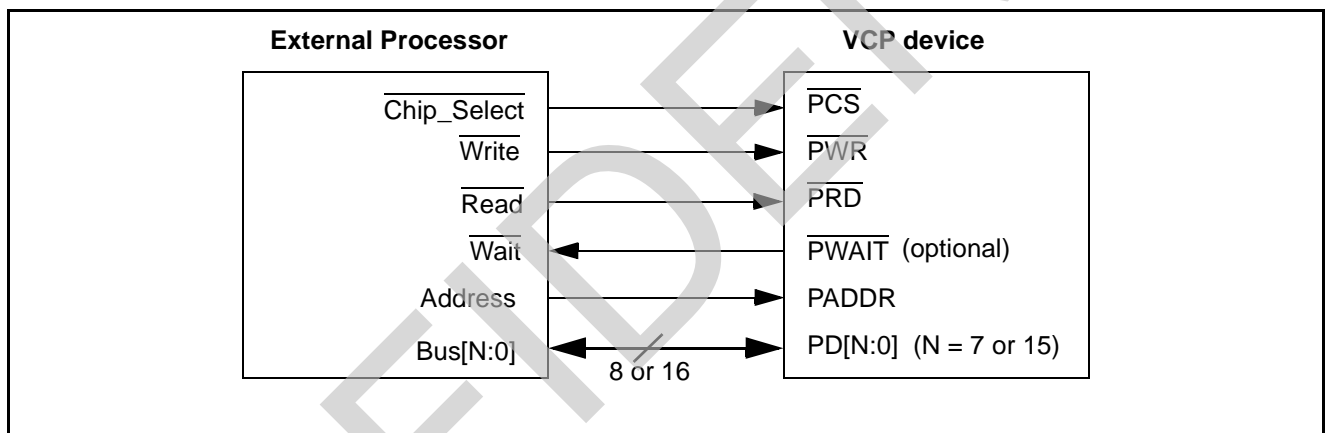 External Processor VCP device
Chip_Select PCS
Write PWR
Read PRD
Wait PWAIT (optional)
Address PADDR
Bus[N:0] PD[N:0] (N = 7 or 15)
8 or 16